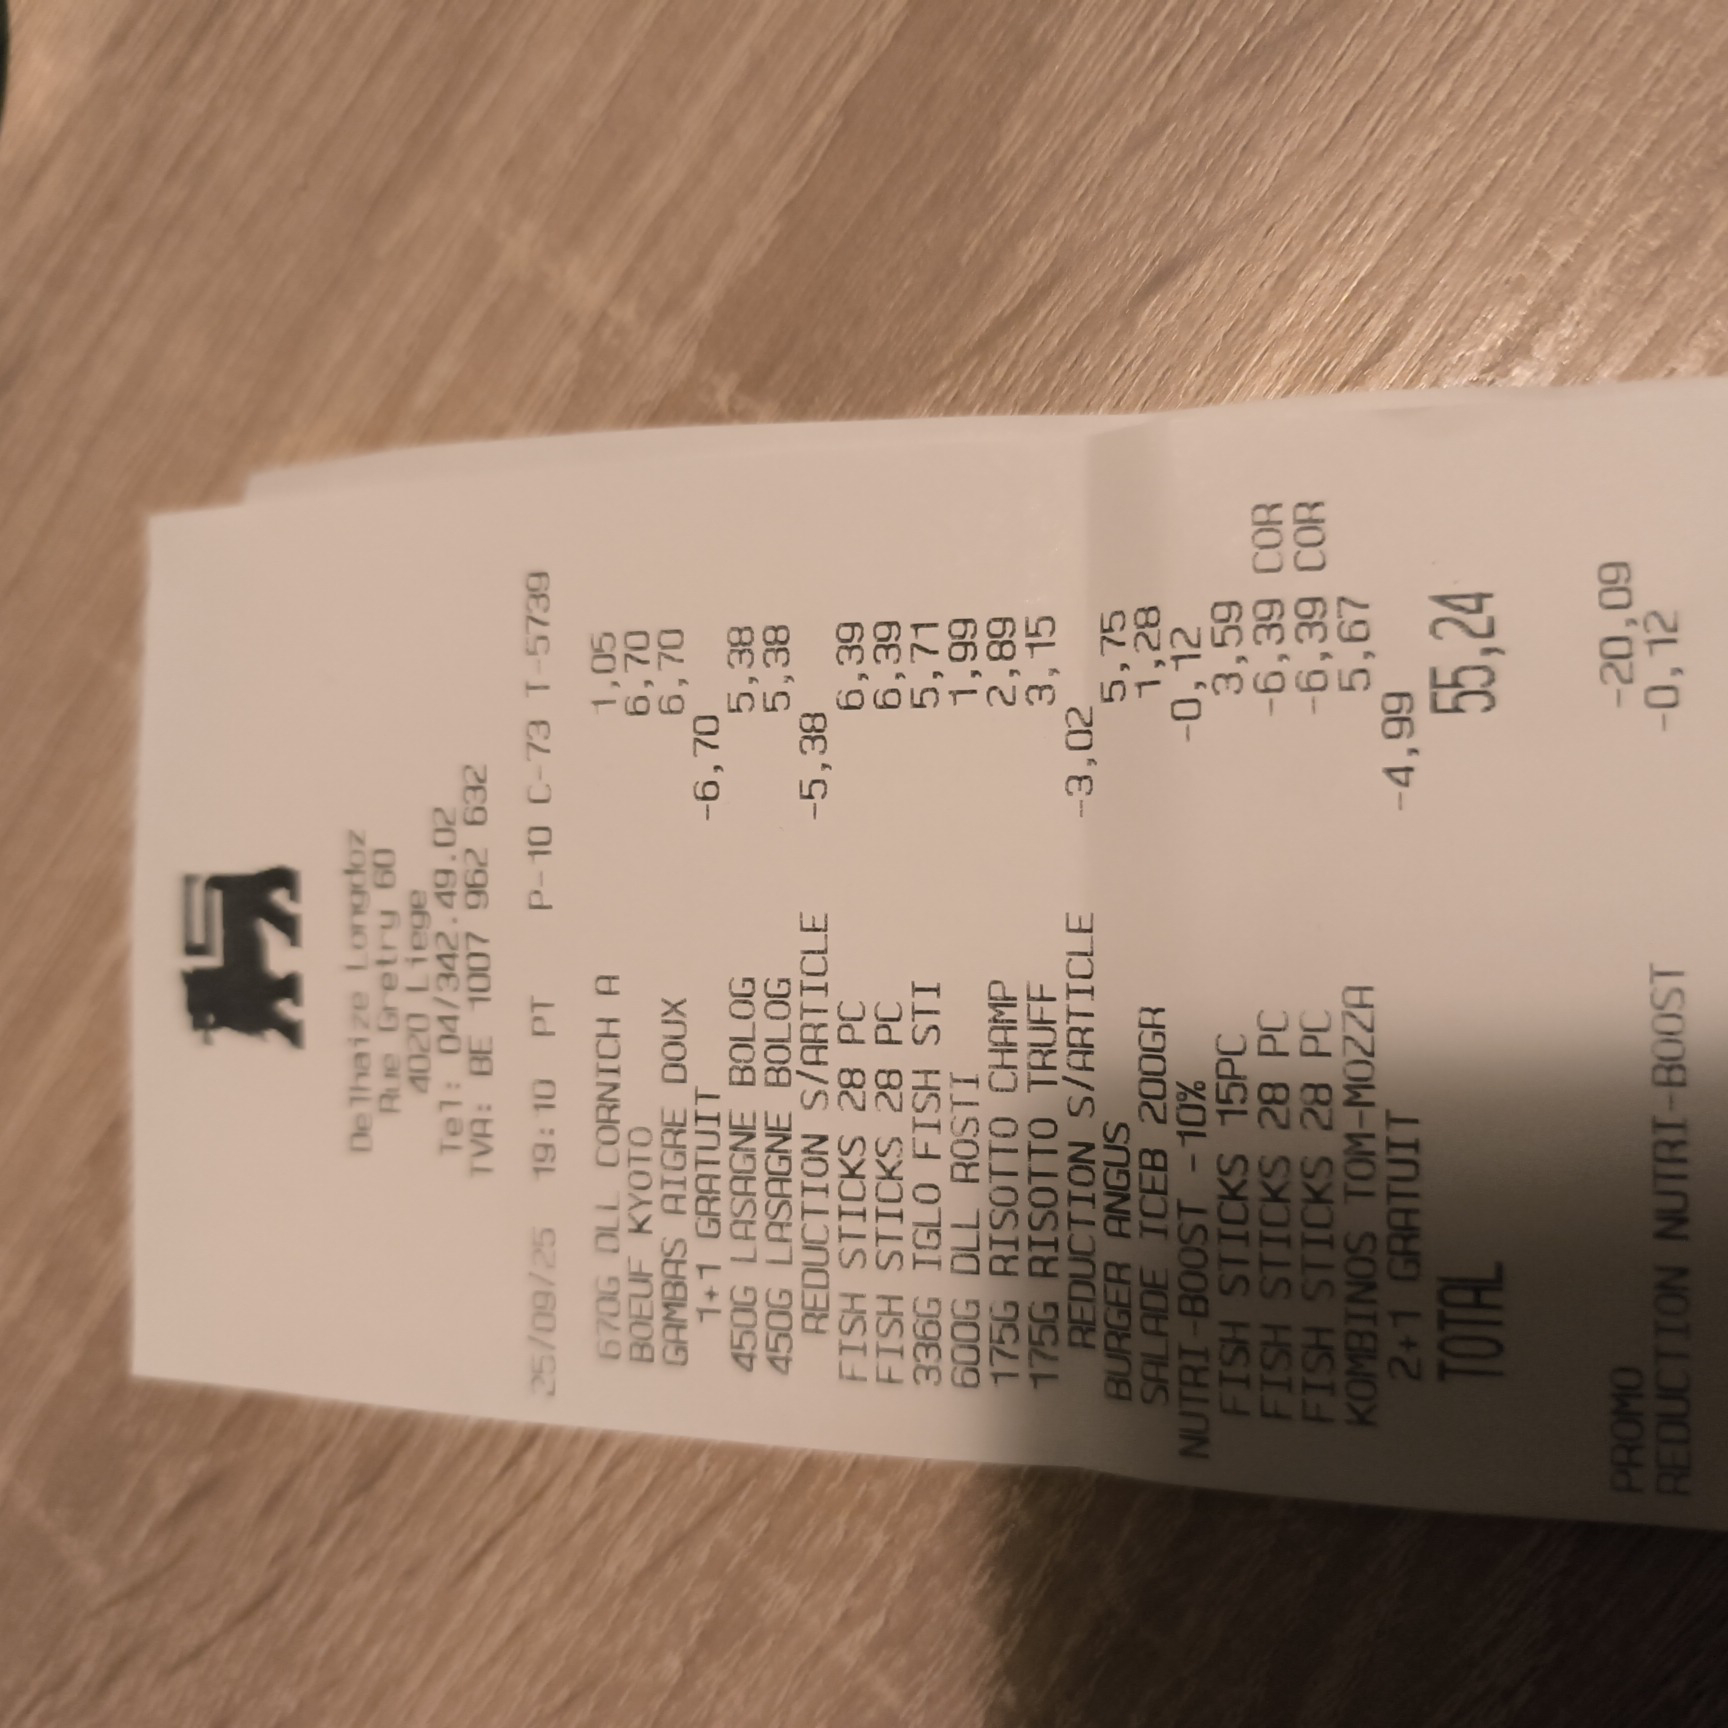 Delhaize Longdoz
Rue Gretry 60
4020 Liege
Tel: 04/342.49.02
TVA: BE 1007 962 632
25/09/25 19:10 PT P-10 C-73 T-5739
670G DLL CORNICH A 1,05
BOEUF KYOTO 6,70
GAMBAS AIGRE DOUX 6,70
1+1 GRATUIT -6,70
450G LASAGNE BOLOG 5,38
450G LASAGNE BOLOG 5,38
REDUCTION S/ARTICLE -5,38
FISH STICKS 28 PC 6,39
FISH STICKS 28 PC 6,39
336G IGLO FISH STI 5,71
600G DLL ROSTI 1,99
175G RISOTTO CHAMP 2,89
175G RISOTTO TRUFF 3,15
REDUCTION S/ARTICLE -3,02
BURGER ANGUS 5,75
SALADE ICEB 200GR 1,28
NUTRI-BOOST -10% -0,12
FISH STICKS 15PC 3,59
FISH STICKS 28 PC -6,39 COR
FISH STICKS 28 PC -6,39 COR
KOMBINOS TOM-MOZZA 5,67
2+1 GRATUIT -4,99
TOTAL 55,24
PROMO -20,09
REDUCTION NUTRI-BOOST -0,12